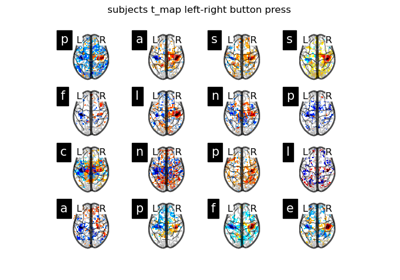 subjects t_map left-right button press
p L R a L R s L R s L R
f L R l L R n L R p L R
c L R n L R p L R l L R
a L R p L R f L R e L R